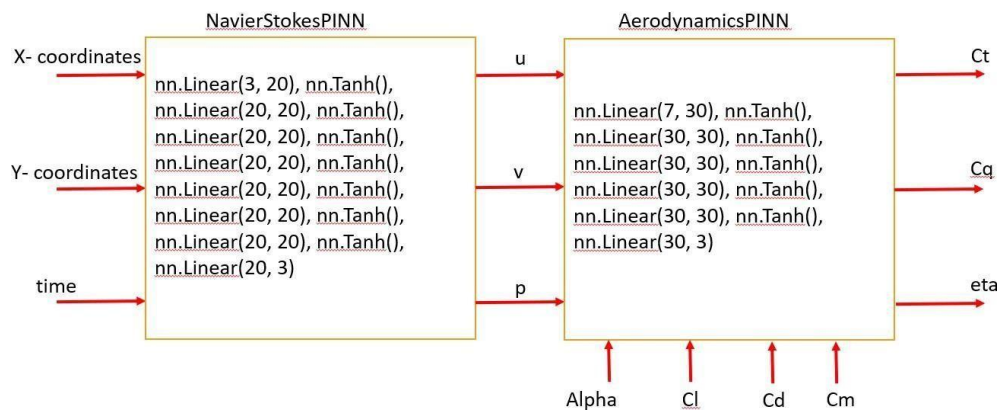 NavierStokesPINN
AerodynamicsPINN
X- coordinates
Y- coordinates
time
nn.Linear(3, 20), nn.Tanh(),
nn.Linear(20, 20), nn.Tanh(),
nn.Linear(20, 20), nn.Tanh(),
nn.Linear(20, 20), nn.Tanh(),
nn.Linear(20, 20), nn.Tanh(),
nn.Linear(20, 20), nn.Tanh(),
nn.Linear(20, 20), nn.Tanh(),
nn.Linear(20, 3)
u
v
p
nn.Linear(7, 30), nn.Tanh(),
nn.Linear(30, 30), nn.Tanh(),
nn.Linear(30, 30), nn.Tanh(),
nn.Linear(30, 30), nn.Tanh(),
nn.Linear(30, 30), nn.Tanh(),
nn.Linear(30, 3)
Ct
Cq
eta
Alpha
Cl
Cd
Cm